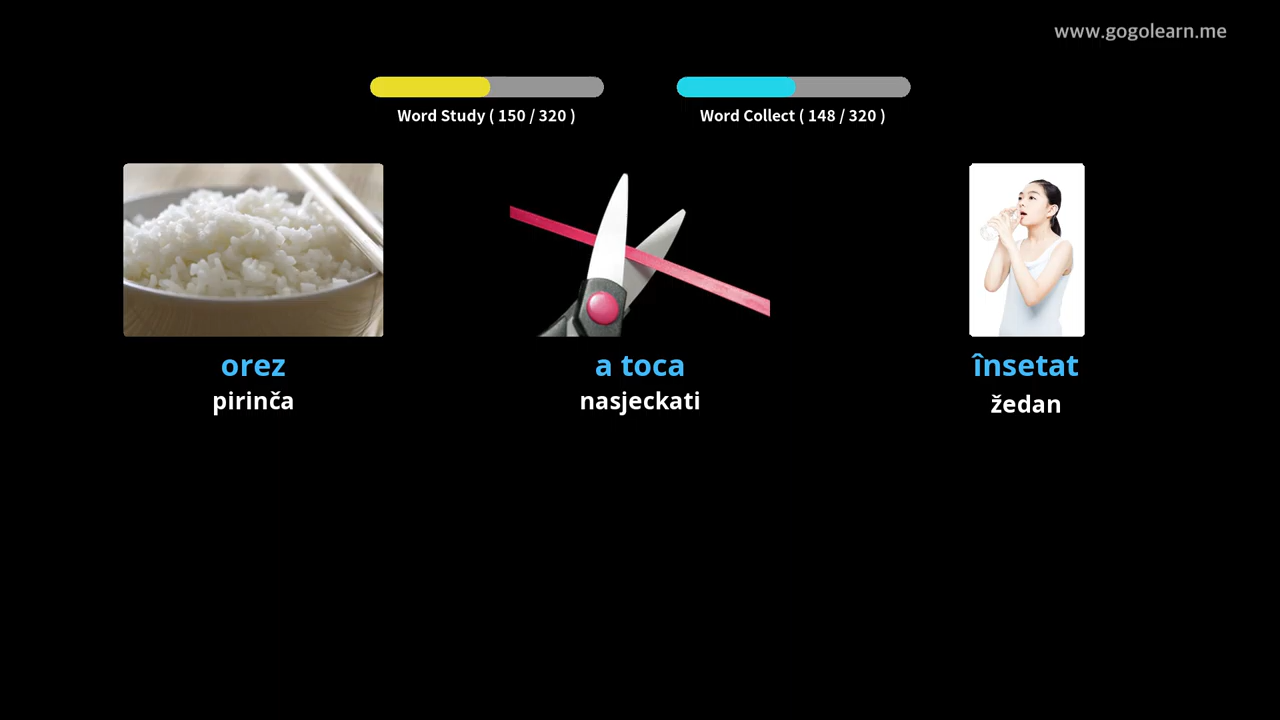 www.gogolearn.me
Word Study ( 150 / 320 )
Word Collect ( 148 / 320 )
orez
pirinča
a toca
nasjeckati
însetat
žedan